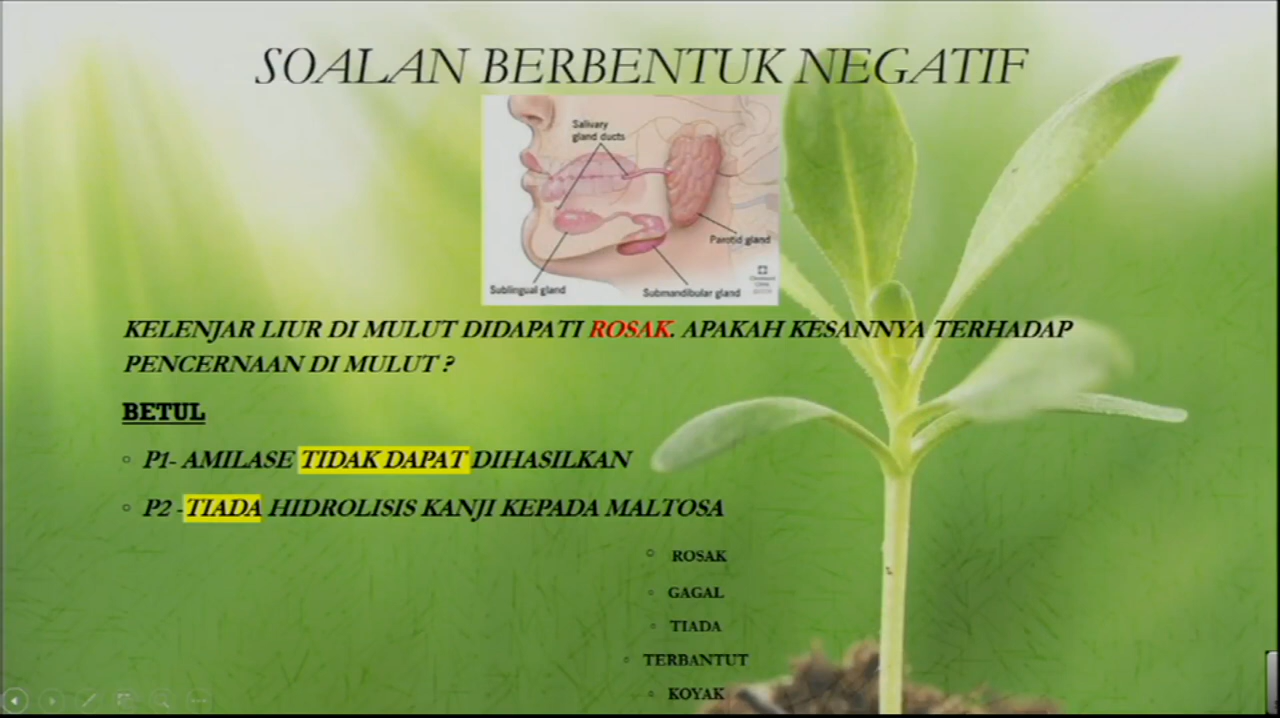 SOALAN BERBENTUK NEGATIF
Salivary
gland ducts
Parotid gland
Sublingual gland
Submandibular gland
KELENJAR LIUR DI MULUT DIDAPATI ROSAK. APAKAH KESANNYA TERHADAP
PENCERNAAN DI MULUT ?
BETUL
P1- AMILASE TIDAK DAPAT DIHASILKAN
P2 -TIADA HIDROLISIS KANJI KEPADA MALTOSA
ROSAK
GAGAL
TIADA
TERBANTUT
KOYAK